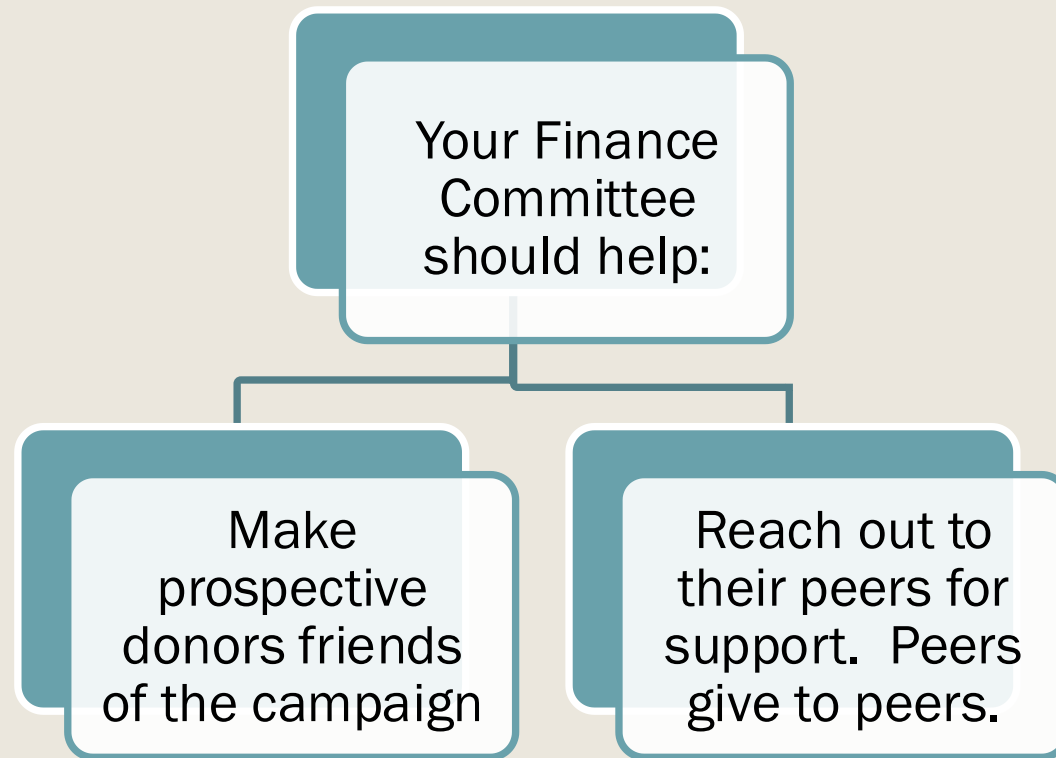 Your Finance
Committee
should help:
Make
prospective
donors friends
of the campaign
Reach out to
their peers for
support.  Peers
give to peers.